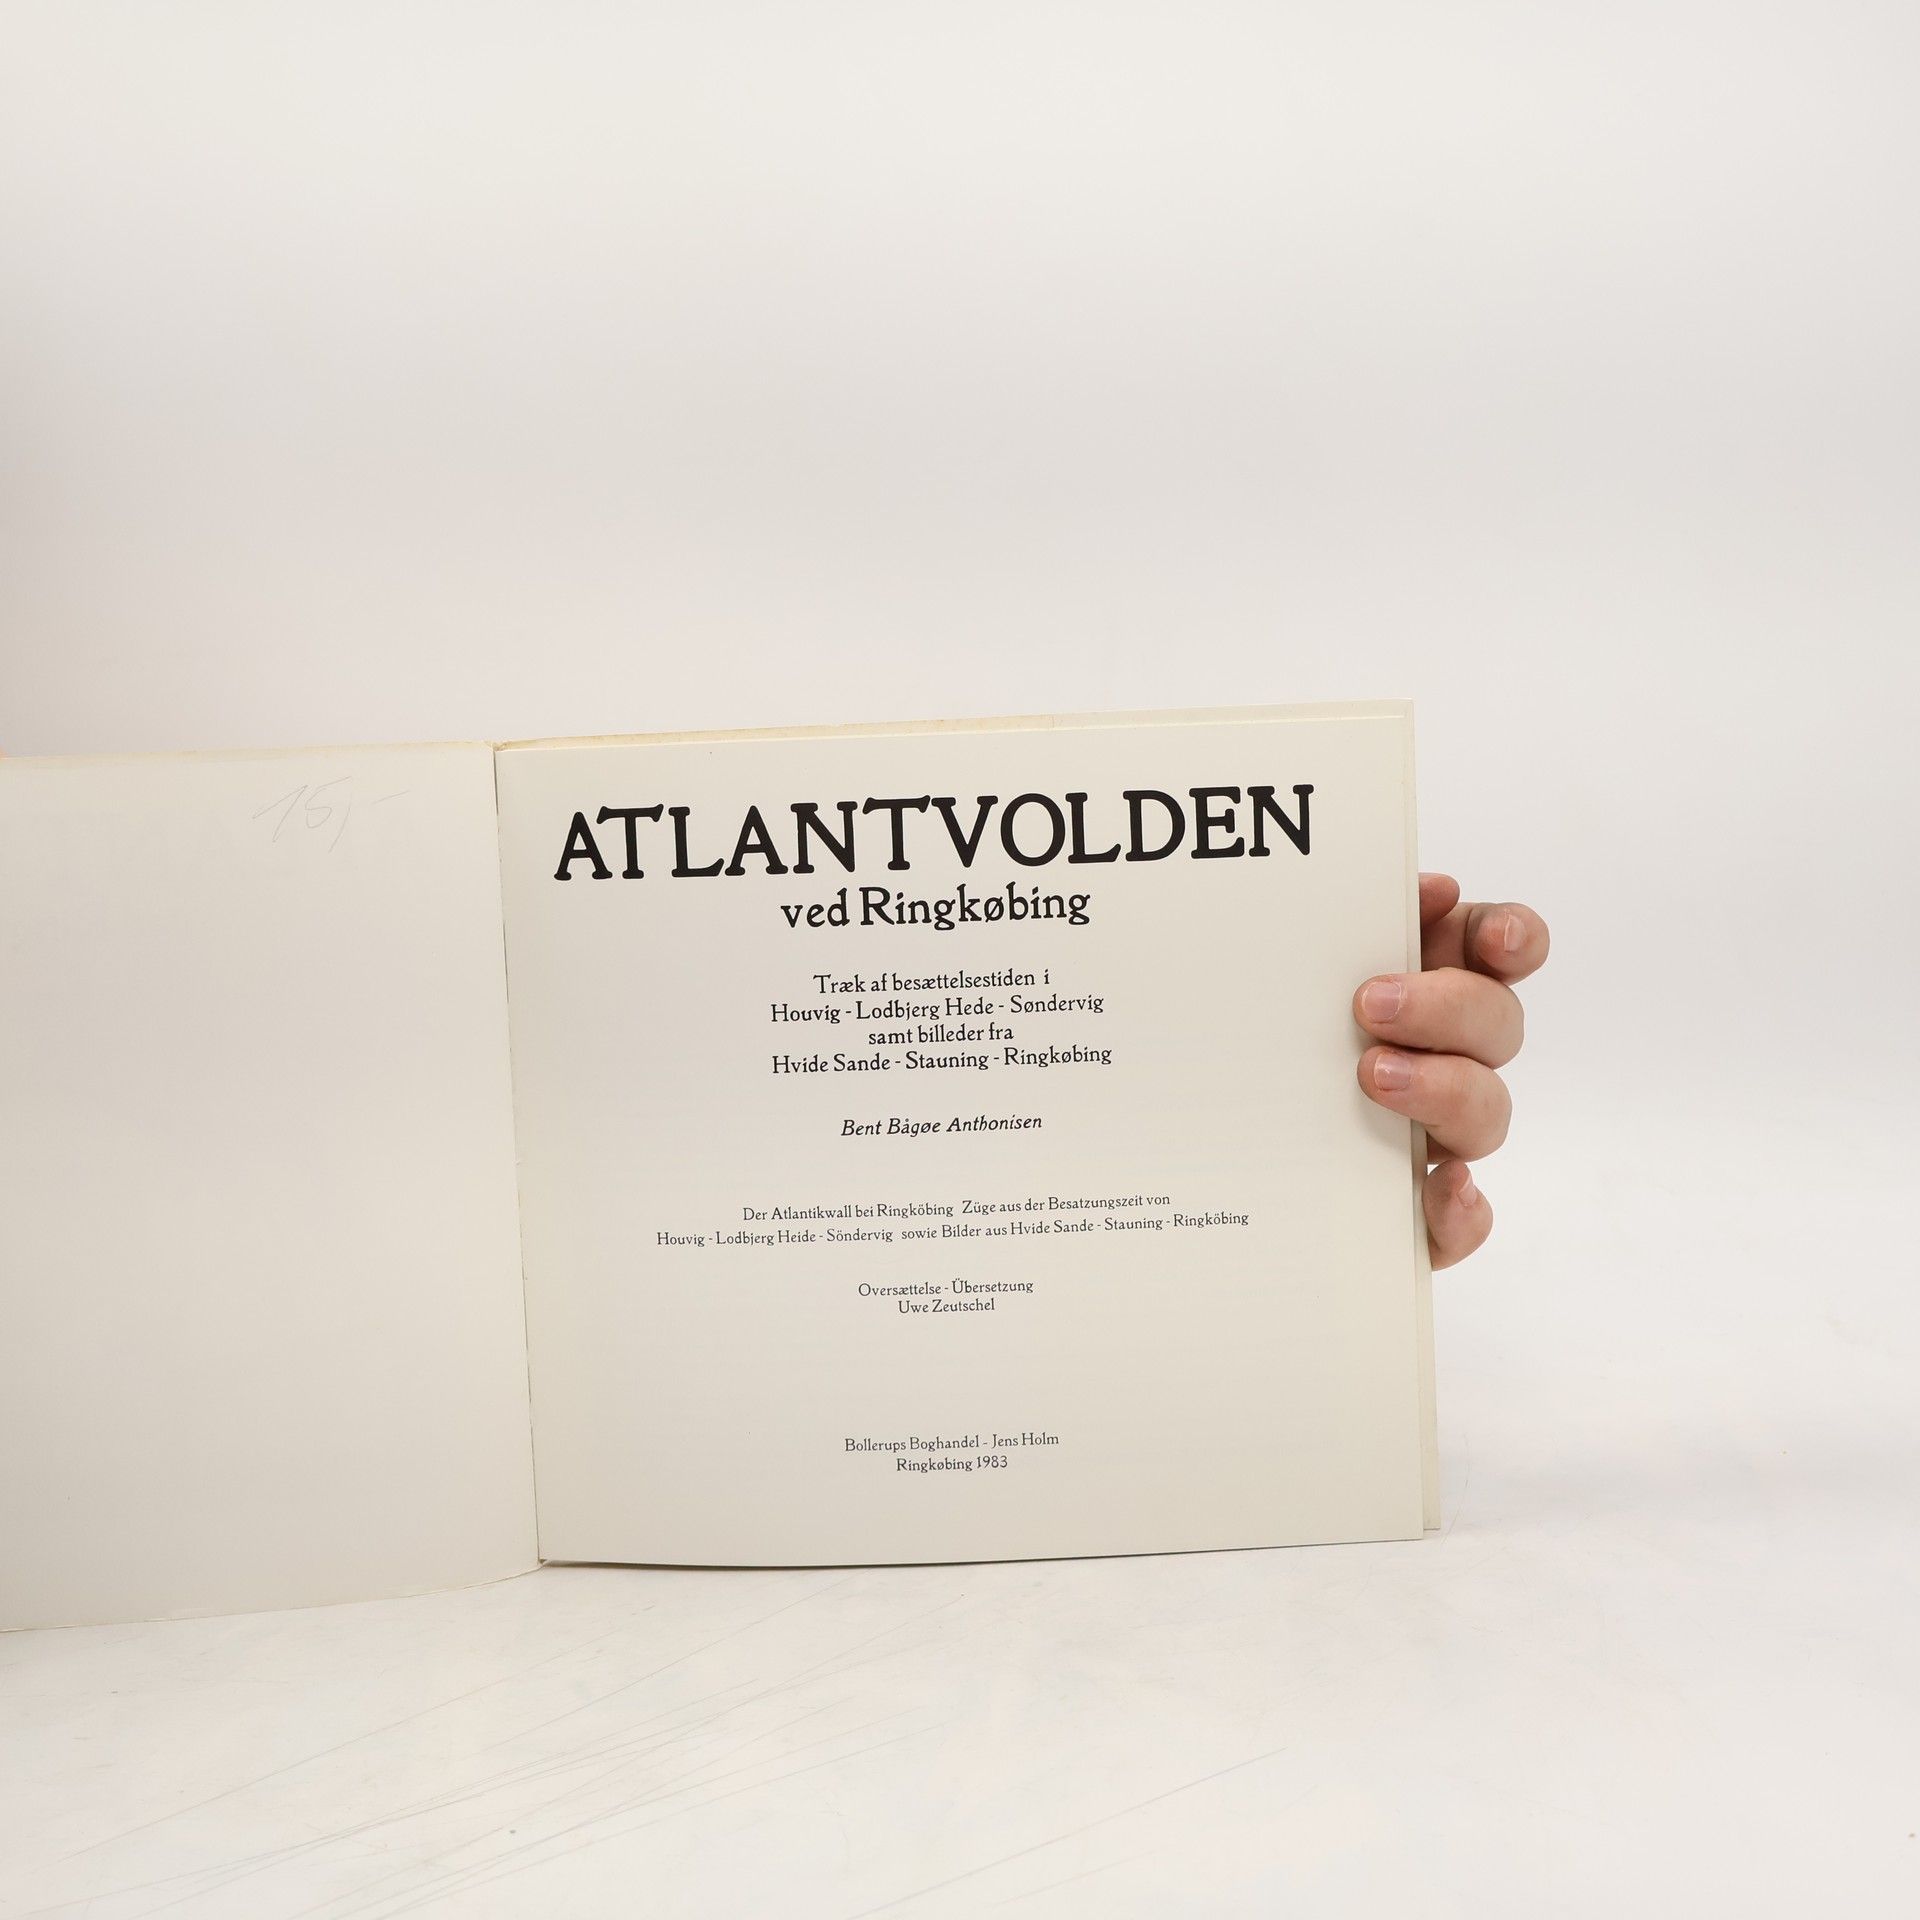 15,-
ATLANTVOLDEN
ved Ringkøbing
Træk af besættelsestiden i
Houvig - Lodbjerg Hede - Søndervig
samt billeder fra
Hvide Sande - Stauning - Ringkøbing
Bent Bågøe Anthonisen
Der Atlantikwall bei Ringköbing Züge aus der Besatzungszeit von
Houvig - Lodbjerg Heide - Söndervig sowie Bilder aus Hvide Sande - Stauning - Ringköbing
Oversættelse - Übersetzung
Uwe Zeutschel
Bollerups Boghandel - Jens Holm
Ringkøbing 1983